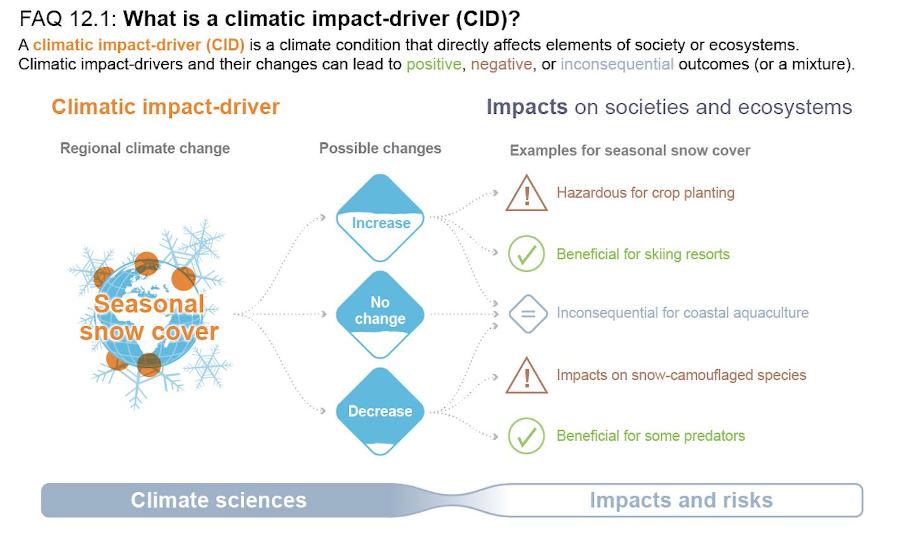 FAQ 12.1: What is a climatic impact-driver (CID)?
A climatic impact-driver (CID) is a climate condition that directly affects elements of society or ecosystems.
Climatic impact-drivers and their changes can lead to positive, negative, or inconsequential outcomes (or a mixture).
Climatic impact-driver
Impacts on societies and ecosystems
Regional climate change
Possible changes
Examples for seasonal snow cover
Seasonal
snow cover
Increase
No
change
Decrease
Hazardous for crop planting
Beneficial for skiing resorts
Inconsequential for coastal aquaculture
Impacts on snow-camouflaged species
Beneficial for some predators
Climate sciences
Impacts and risks